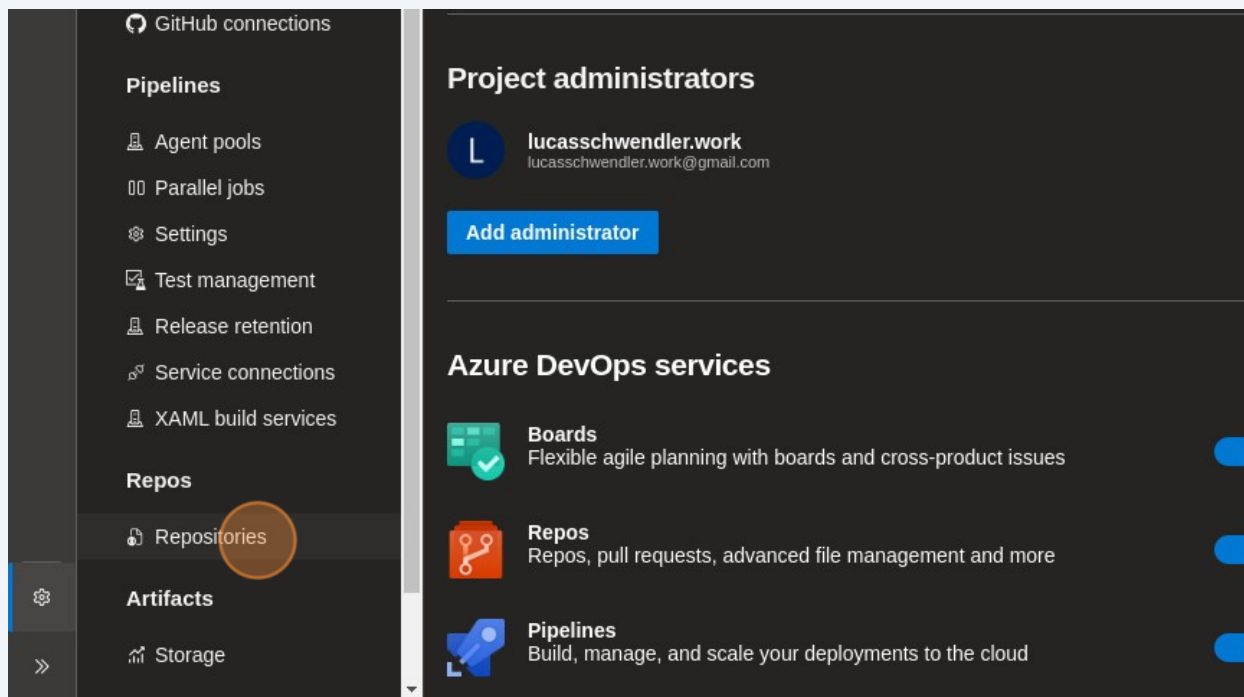 GitHub connections
Pipelines
Agent pools
Parallel jobs
Settings
Test management
Release retention
Service connections
XAML build services
Repos
Repositories
Artifacts
Storage
Project administrators
L
lucasschwendler.work
lucasschwendler.work@gmail.com
Add administrator
Azure DevOps services
Boards
Flexible agile planning with boards and cross-product issues
Repos
Repos, pull requests, advanced file management and more
Pipelines
Build, manage, and scale your deployments to the cloud